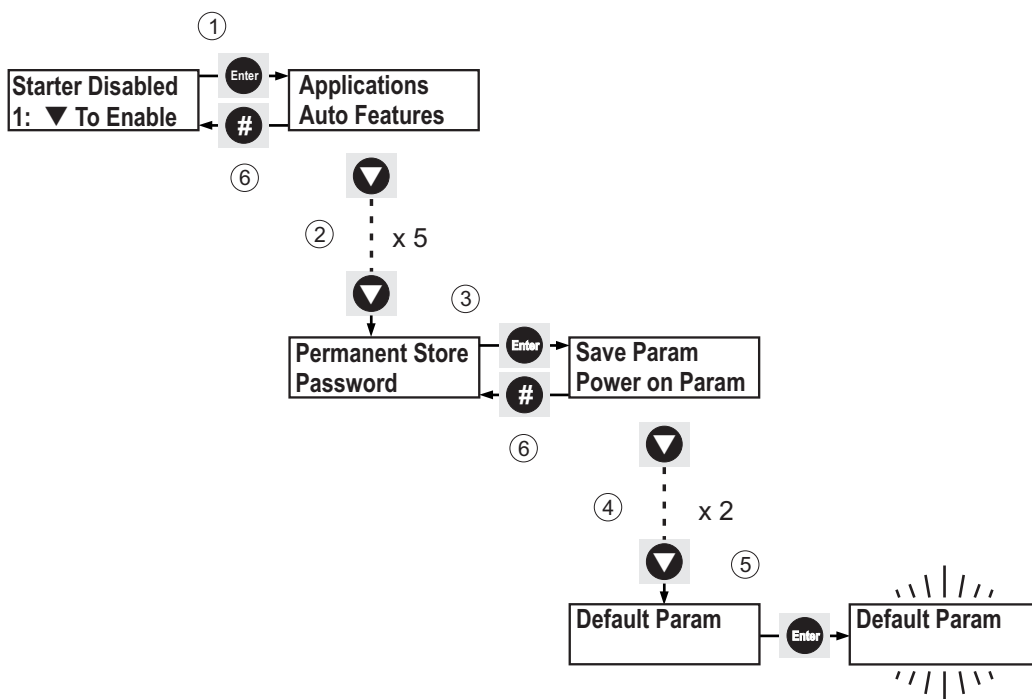 ①
Starter Disabled
1: ▼ To Enable
Enter
#
Applications
Auto Features
⑥
②
x 5
③
Permanent Store
Password
Enter
#
Save Param
Power on Param
⑥
④
x 2
⑤
Default Param
Enter
Default Param